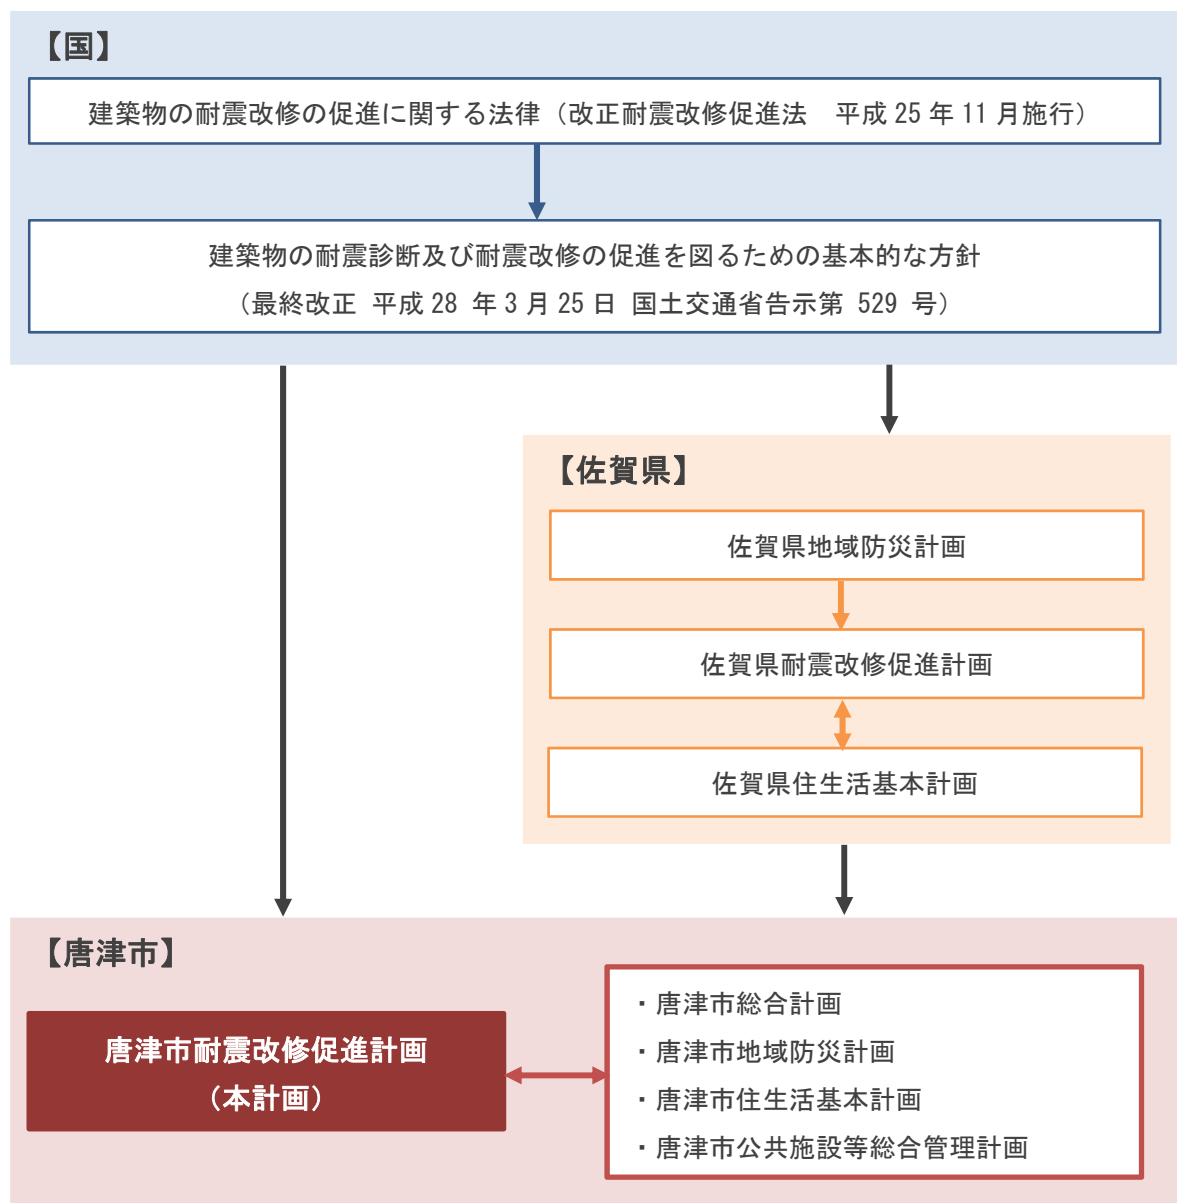 【国】
建築物の耐震改修の促進に関する法律（改正耐震改修促進法　平成 25 年 11 月施行）
建築物の耐震診断及び耐震改修の促進を図るための基本的な方針
（最終改正 平成 28 年 3 月 25 日 国土交通省告示第 529 号）
【佐賀県】
佐賀県地域防災計画
佐賀県耐震改修促進計画
佐賀県住生活基本計画
【唐津市】
唐津市耐震改修促進計画
（本計画）
・唐津市総合計画
・唐津市地域防災計画
・唐津市住生活基本計画
・唐津市公共施設等総合管理計画